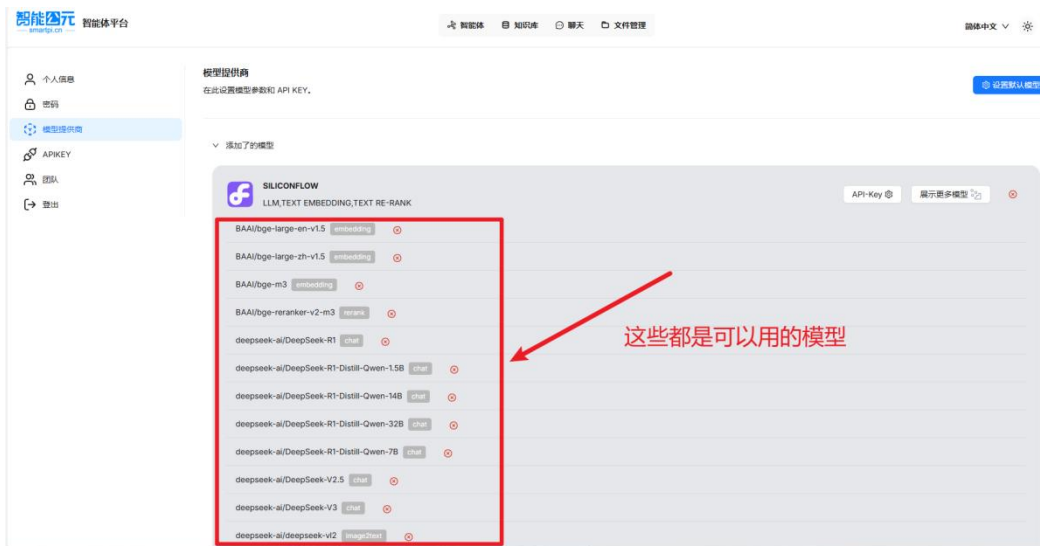 智能公元 智能体平台
smartpi.cn
智能体 知识库 聊天 文件管理
简体中文
个人信息
密码
模型提供商
APIKEY
团队
登出
模型提供商
在此设置模型参数和 API KEY。
设置默认模型
添加了的模型
SILICONFLOW
LLM,TEXT EMBEDDING,TEXT RE-RANK
API-Key
展示更多模型
BAAI/bge-large-en-v1.5 embedding
BAAI/bge-large-zh-v1.5 embedding
BAAI/bge-m3 embedding
BAAI/bge-reranker-v2-m3 rerank
deepseek-ai/DeepSeek-R1 chat
deepseek-ai/DeepSeek-R1-Distill-Qwen-1.5B chat
deepseek-ai/DeepSeek-R1-Distill-Qwen-14B chat
deepseek-ai/DeepSeek-R1-Distill-Qwen-32B chat
deepseek-ai/DeepSeek-R1-Distill-Qwen-7B chat
deepseek-ai/DeepSeek-V2.5 chat
deepseek-ai/DeepSeek-V3 chat
deepseek-ai/deepseek-vl2 image2text
这些都是可以用的模型